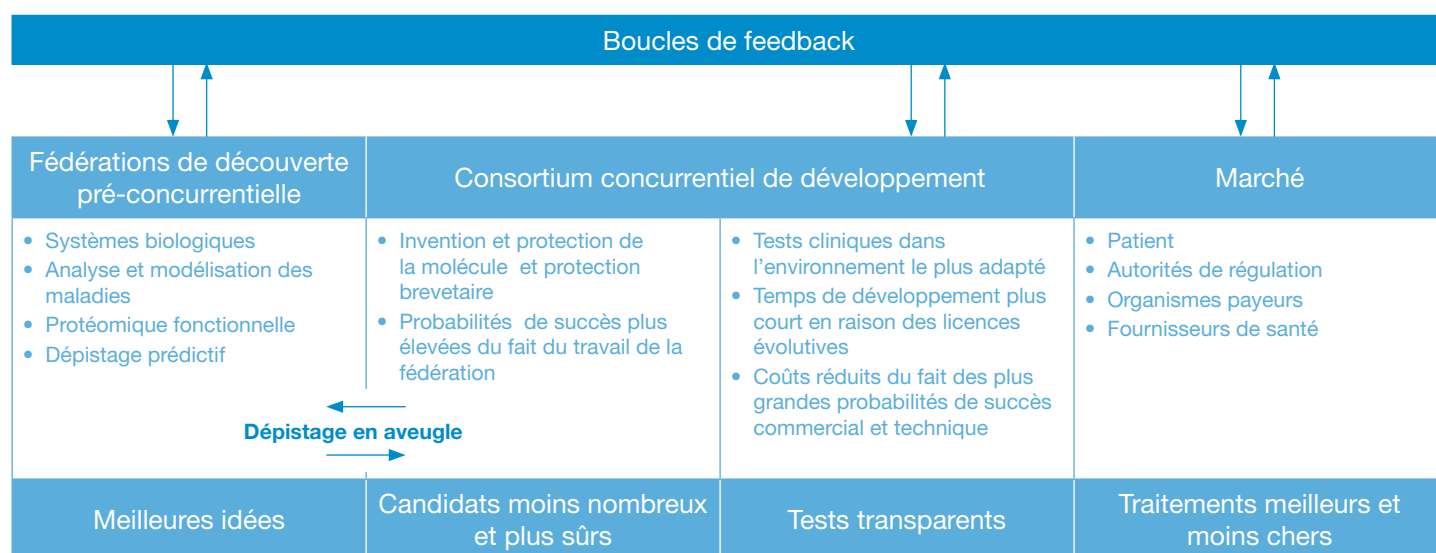 Boucles de feedback
Fédérations de découverte
pré-concurrentielle
Consortium concurrentiel de développement
Marché
• Systèmes biologiques
• Analyse et modélisation des
maladies
• Protéomique fonctionnelle
• Dépistage prédictif
• Invention et protection de
la molécule et protection
brevetaire
• Probabilités de succès plus
élevées du fait du travail de la
fédération
Dépistage en aveugle
• Tests cliniques dans
l’environnement le plus adapté
• Temps de développement plus
court en raison des licences
évolutives
• Coûts réduits du fait des plus
grandes probabilités de succès
commercial et technique
• Patient
• Autorités de régulation
• Organismes payeurs
• Fournisseurs de santé
Meilleures idées
Candidats moins nombreux
et plus sûrs
Tests transparents
Traitements meilleurs et
moins chers